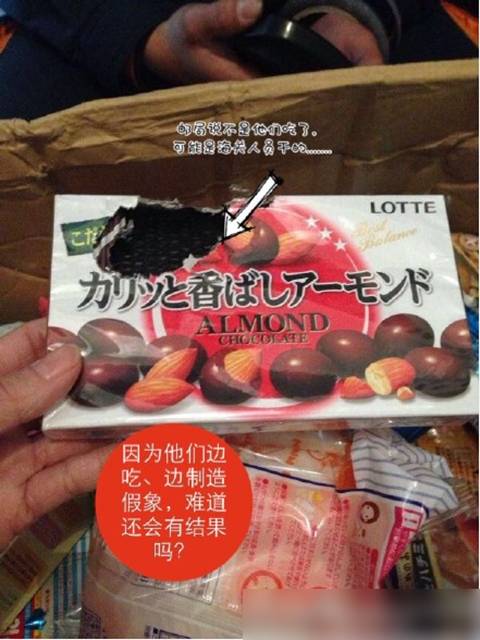 邮局说不是他们吃了，
可能是海关人员干的......
LOTTE
Best
Balance
カリッと香ばしアーモンド
ALMOND
CHOCOLATE
因为他们边
吃、边制造
假象，难道
还会有结果
吗？